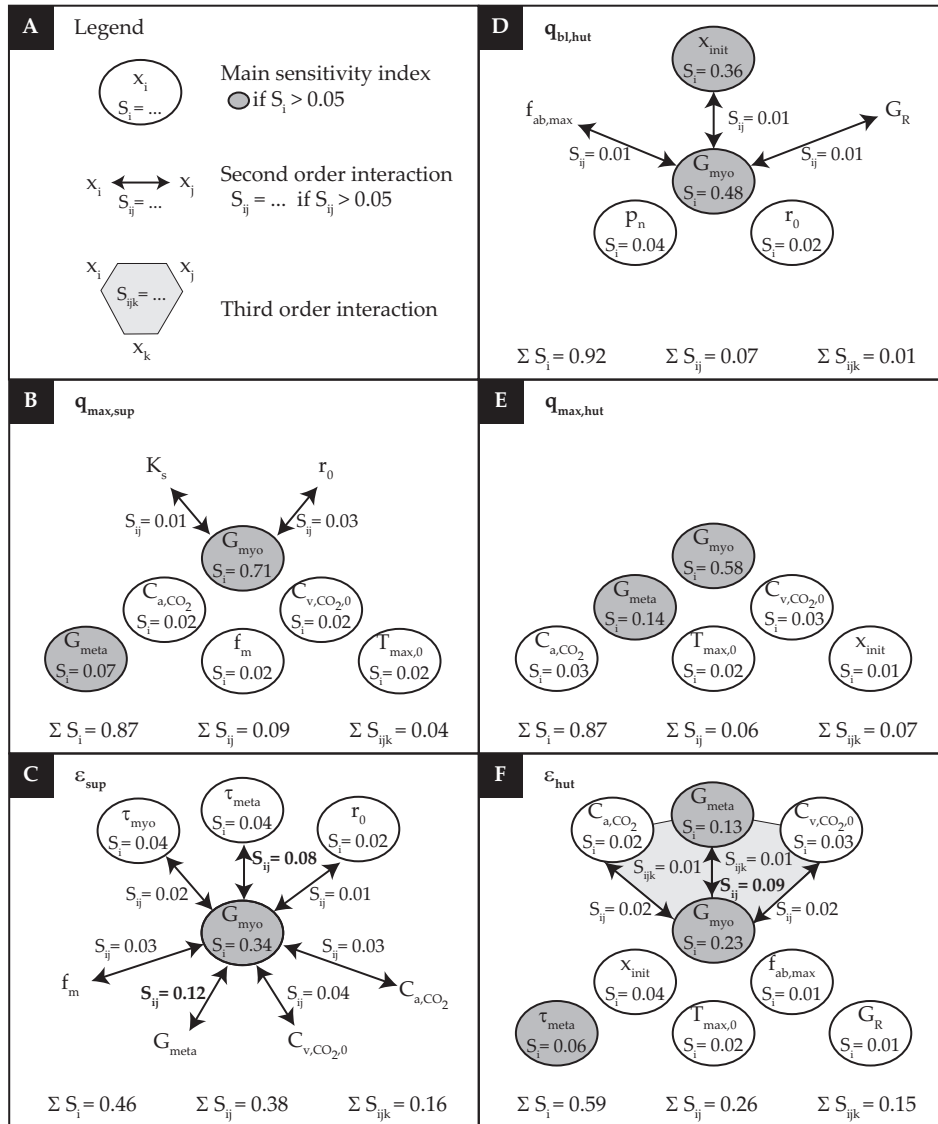 A Legend
x_i
S_i = ...
Main sensitivity index
if S_i > 0.05
x_i x_j
S_ij = ...
Second order interaction
S_ij = ... if S_ij > 0.05
x_i x_j
S_ijk = ...
x_k
Third order interaction
D q_bl,hut
x_init
S_i = 0.36
f_ab,max
G_R
S_ij = 0.01
S_ij = 0.01
S_ij = 0.01
G_myo
S_i = 0.48
p_n
S_i = 0.04
r_0
S_i = 0.02
Σ S_i = 0.92 Σ S_ij = 0.07 Σ S_ijk = 0.01
B q_max,sup
K_s r_0
S_ij = 0.01 S_ij = 0.03
G_myo
S_i = 0.71
C_a,CO2
S_i = 0.02
C_v,CO2,0
S_i = 0.02
G_meta
S_i = 0.07
f_m
S_i = 0.02
T_max,0
S_i = 0.02
Σ S_i = 0.87 Σ S_ij = 0.09 Σ S_ijk = 0.04
E q_max,hut
G_myo
S_i = 0.58
G_meta
S_i = 0.14
C_v,CO2,0
S_i = 0.03
C_a,CO2
S_i = 0.03
T_max,0
S_i = 0.02
x_init
S_i = 0.01
Σ S_i = 0.87 Σ S_ij = 0.06 Σ S_ijk = 0.07
C ε_sup
τ_myo
S_i = 0.04
τ_meta
S_i = 0.04
r_0
S_i = 0.02
S_ij = 0.08
S_ij = 0.02
S_ij = 0.01
G_myo
S_i = 0.34
S_ij = 0.03
S_ij = 0.03
f_m
S_ij = 0.12
S_ij = 0.04
C_a,CO2
G_meta
C_v,CO2,0
Σ S_i = 0.46 Σ S_ij = 0.38 Σ S_ijk = 0.16
F ε_hut
C_a,CO2
S_i = 0.02
G_meta
S_i = 0.13
C_v,CO2,0
S_i = 0.03
S_ijk = 0.01
S_ijk = 0.01
S_ij = 0.09
S_ij = 0.02
S_ij = 0.02
G_myo
S_i = 0.23
x_init
S_i = 0.04
f_ab,max
S_i = 0.01
τ_meta
S_i = 0.06
T_max,0
S_i = 0.02
G_R
S_i = 0.01
Σ S_i = 0.59 Σ S_ij = 0.26 Σ S_ijk = 0.15